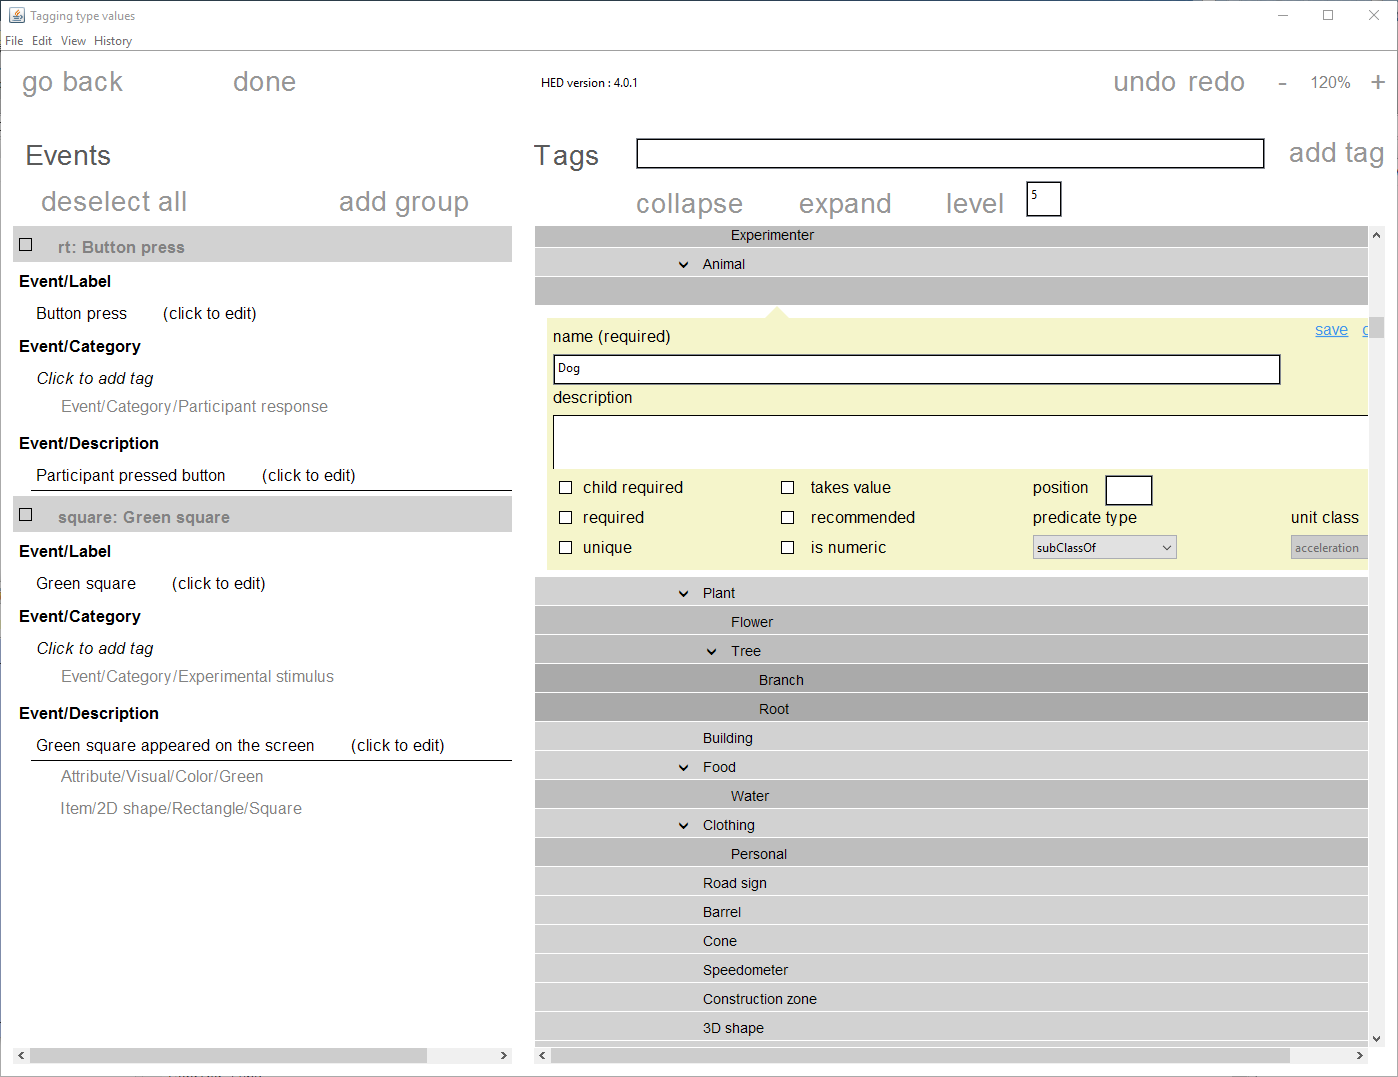 Tagging type values
File Edit View History
go back done HED version : 4.0.1 undo redo - 120% +
Events
deselect all add group
rt: Button press
Event/Label
Button press (click to edit)
Event/Category
Click to add tag
Event/Category/Participant response
Event/Description
Participant pressed button (click to edit)
square: Green square
Event/Label
Green square (click to edit)
Event/Category
Click to add tag
Event/Category/Experimental stimulus
Event/Description
Green square appeared on the screen (click to edit)
Attribute/Visual/Color/Green
Item/2D shape/Rectangle/Square
Tags add tag
collapse expand level 5
Experimenter
Animal
name (required) save
Dog
description
child required takes value position
required recommended predicate type unit class
unique is numeric subClassOf acceleration
Plant
Flower
Tree
Branch
Root
Building
Food
Water
Clothing
Personal
Road sign
Barrel
Cone
Speedometer
Construction zone
3D shape